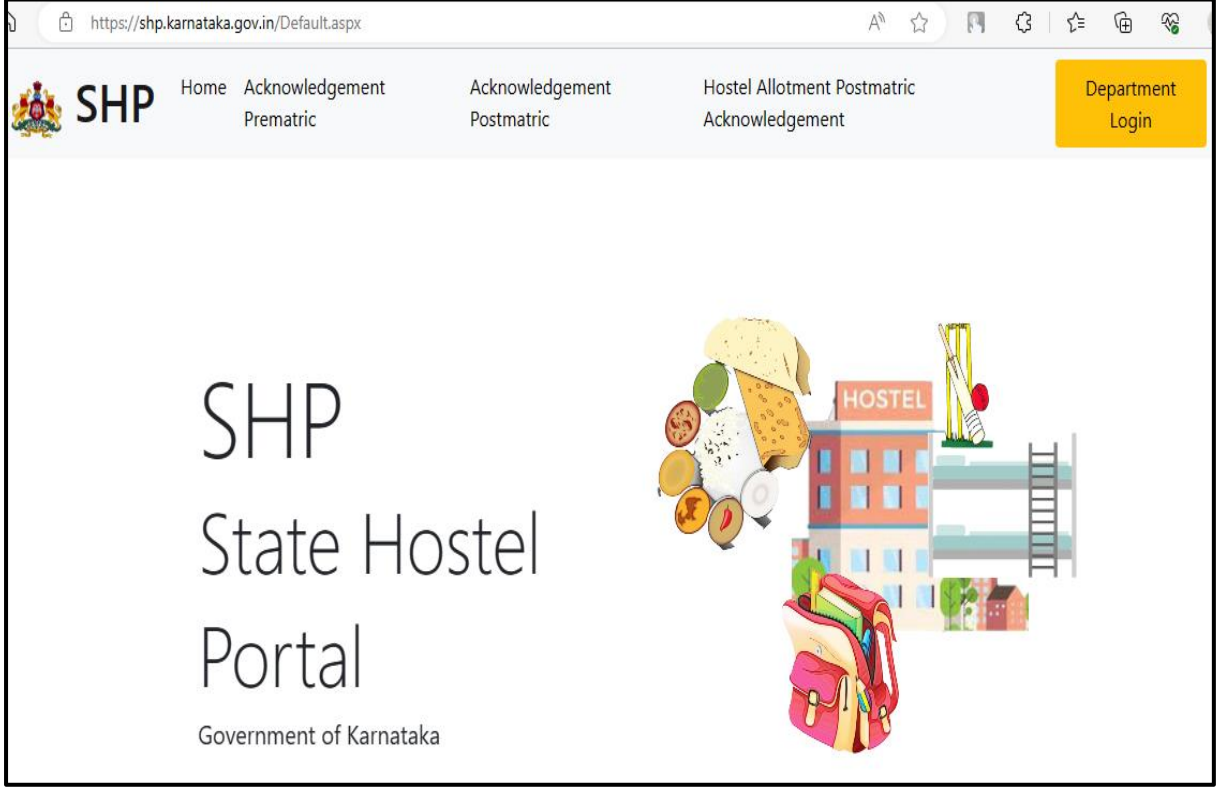 https://shp.karnataka.gov.in/Default.aspx
SHP
Home
Acknowledgement
Prematric
Acknowledgement
Postmatric
Hostel Allotment Postmatric
Acknowledgement
Department
Login
SHP
State Hostel
Portal
Government of Karnataka
HOSTEL